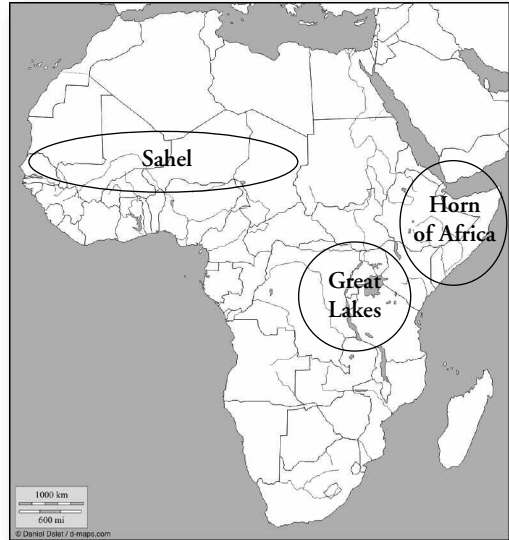 Sahel
Horn
of Africa
Great
Lakes
1000 km
600 mi
© Daniel Dalet / d-maps.com